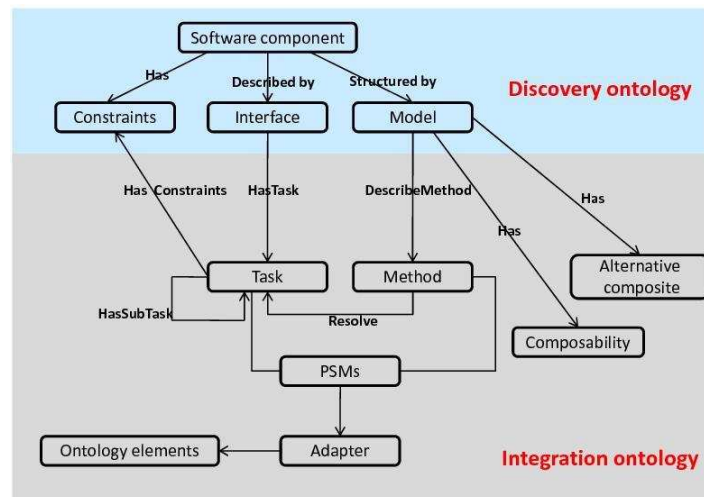 Software component
Has
Described by
Structured by
Discovery ontology
Constraints
Interface
Model
Has Constraints
HasTask
DescribeMethod
Has
Has
Task
Method
Alternative
composite
HasSubTask
Resolve
Composability
PSMs
Ontology elements
Adapter
Integration ontology